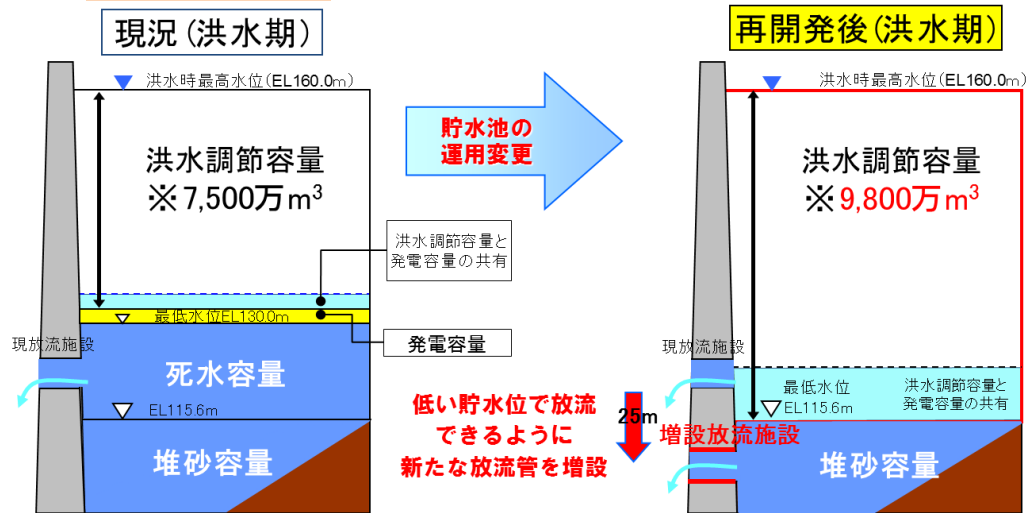 現況(洪水期)
洪水時最高水位(EL160.0m)
洪水調節容量
※7,500万m³
洪水調節容量と
発電容量の共有
最低水位EL130.0m
発電容量
現放流施設
死水容量
EL115.6m
堆砂容量
貯水池の
運用変更
低い貯水位で放流
できるように
新たな放流管を増設
25m
再開発後(洪水期)
洪水時最高水位(EL160.0m)
洪水調節容量
※9,800万m³
現放流施設
最低水位
EL115.6m
洪水調節容量と
発電容量の共有
増設放流施設
堆砂容量